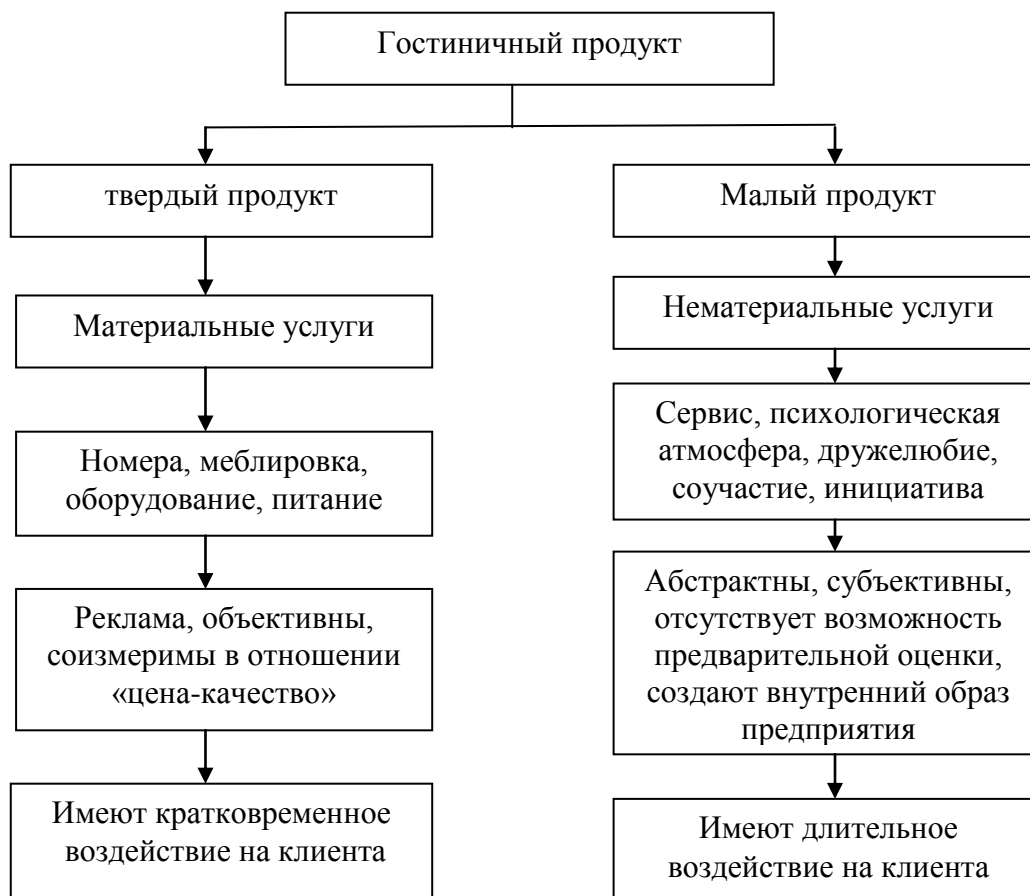 Гостиничный продукт
твердый продукт
Малый продукт
Материальные услуги
Нематериальные услуги
Номера, меблировка,
оборудование, питание
Сервис, психологическая
атмосфера, дружелюбие,
соучастие, инициатива
Реклама, объективны,
соизмеримы в отношении
«цена-качество»
Абстрактны, субъективны,
отсутствует возможность
предварительной оценки,
создают внутренний образ
предприятия
Имеют кратковременное
воздействие на клиента
Имеют длительное
воздействие на клиента